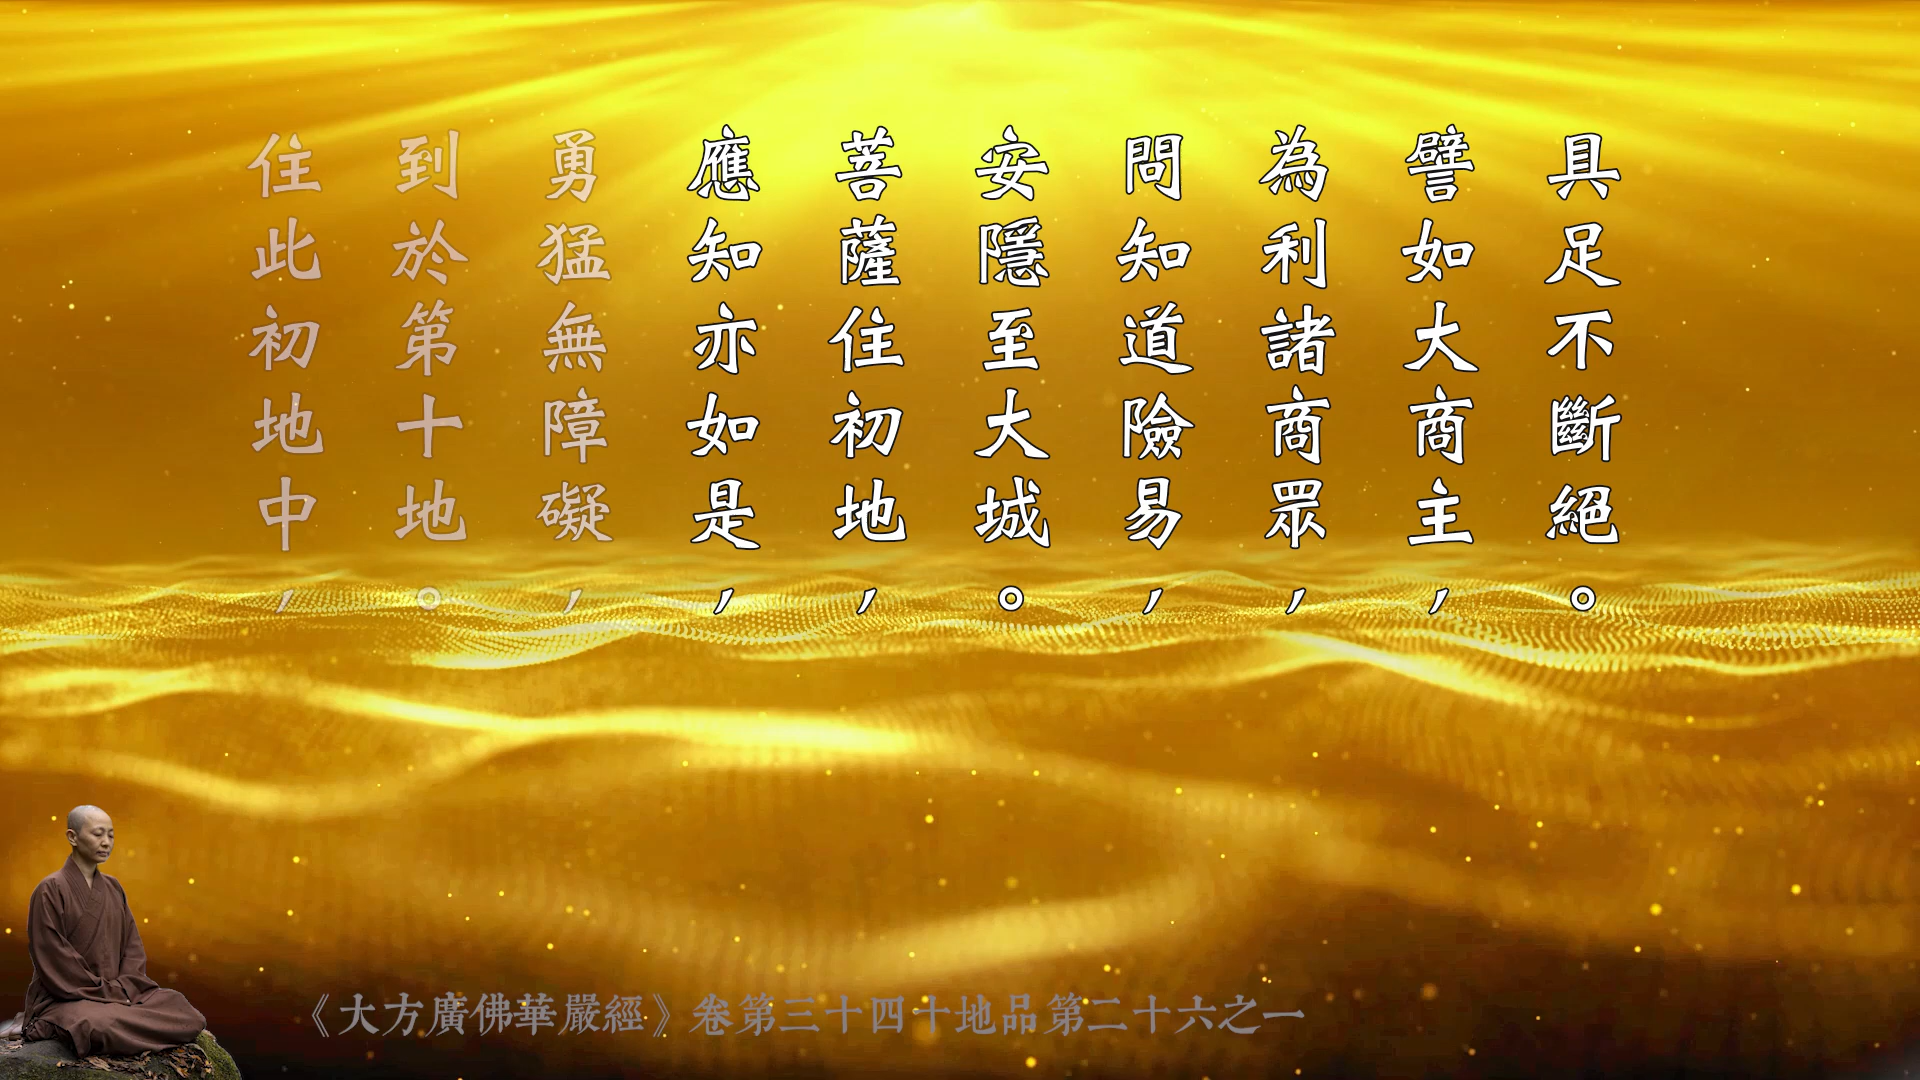 具足不斷絕。
譬如大商主，
為利諸商眾，
問知道險易，
安隱至大城。
菩薩住初地，
應知亦如是，
勇猛無障礙，
到於第十地。
住此初地中，
《大方廣佛華嚴經》卷第三十四十地品第二十六之一